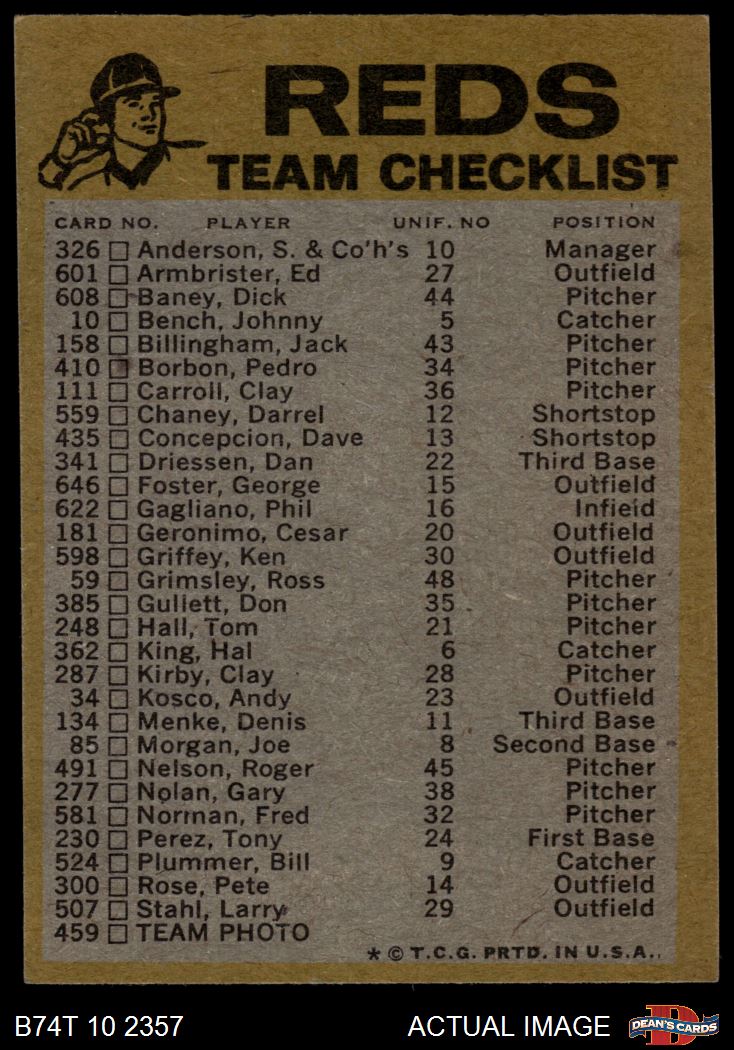 REDS
TEAM CHECKLIST
CARD NO. PLAYER UNIF. NO POSITION
326 Anderson, S. & Co'h's 10 Manager
601 Armbrister, Ed 27 Outfield
608 Baney, Dick 44 Pitcher
10 Bench, Johnny 5 Catcher
158 Billingham, Jack 43 Pitcher
410 Borbon, Pedro 34 Pitcher
111 Carroll, Clay 36 Pitcher
559 Chaney, Darrel 12 Shortstop
435 Concepcion, Dave 13 Shortstop
341 Driessen, Dan 22 Third Base
646 Foster, George 15 Outfield
622 Gagliano, Phil 16 Infield
181 Geronimo, Cesar 20 Outfield
598 Griffey, Ken 30 Outfield
59 Grimsley, Ross 48 Pitcher
385 Gullett, Don 35 Pitcher
248 Hall, Tom 21 Pitcher
362 King, Hal 6 Catcher
287 Kirby, Clay 28 Pitcher
34 Kosco, Andy 23 Outfield
134 Menke, Denis 11 Third Base
85 Morgan, Joe 8 Second Base
491 Nelson, Roger 45 Pitcher
277 Nolan, Gary 38 Pitcher
581 Norman, Fred 32 Pitcher
230 Perez, Tony 24 First Base
524 Plummer, Bill 9 Catcher
300 Rose, Pete 14 Outfield
507 Stahl, Larry 29 Outfield
459 TEAM PHOTO
* © T.C.G. PRTD. IN U.S.A.
B74T 10 2357 ACTUAL IMAGE DEAN'S CARDS